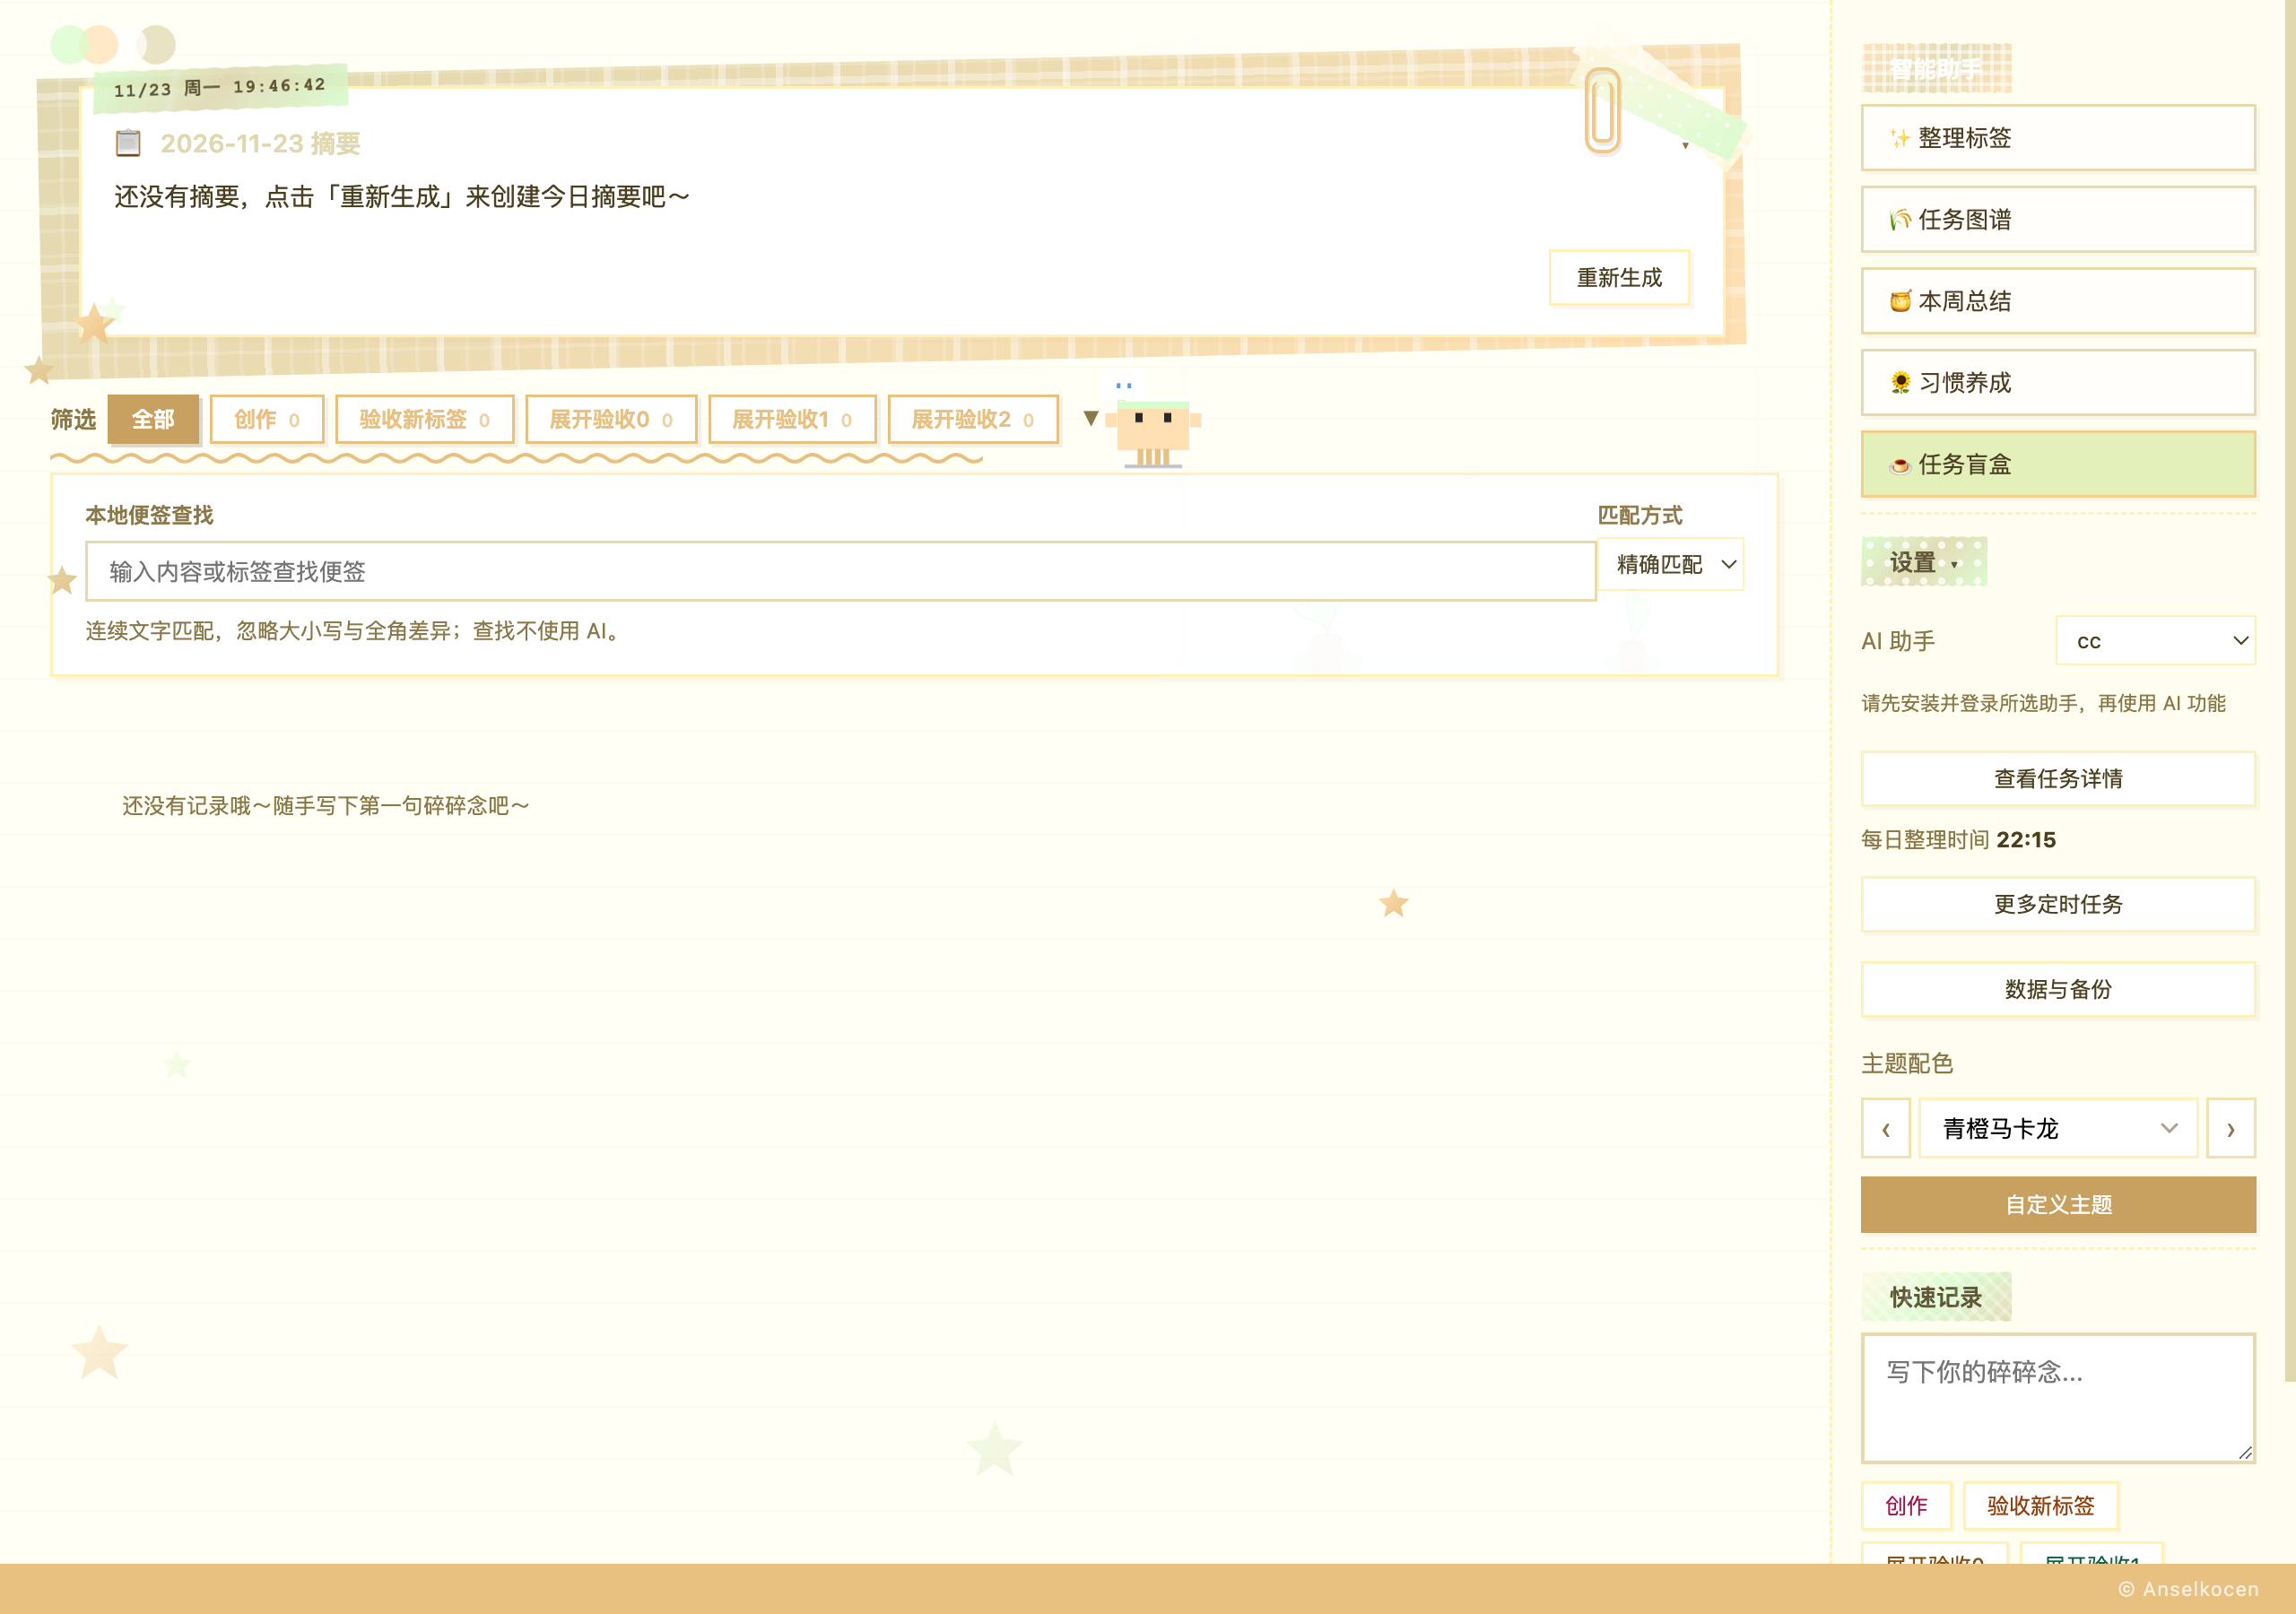 11/23 周一 19:46:42
2026-11-23 摘要
还没有摘要，点击「重新生成」来创建今日摘要吧～
重新生成
筛选 全部 创作 0 验收新标签 0 展开验收0 0 展开验收1 0 展开验收2 0
本地便签查找
匹配方式
输入内容或标签查找便签
精确匹配
连续文字匹配，忽略大小写与全角差异；查找不使用 AI。
还没有记录哦～随手写下第一句碎碎念吧～
智能助手
整理标签
任务图谱
本周总结
习惯养成
任务盲盒
设置
AI 助手 cc
请先安装并登录所选助手，再使用 AI 功能
查看任务详情
每日整理时间 22:15
更多定时任务
数据与备份
主题配色
‹ 青橙马卡龙 ›
自定义主题
快速记录
写下你的碎碎念...
创作 验收新标签
展开验收0 展开验收1
© Anselkocen